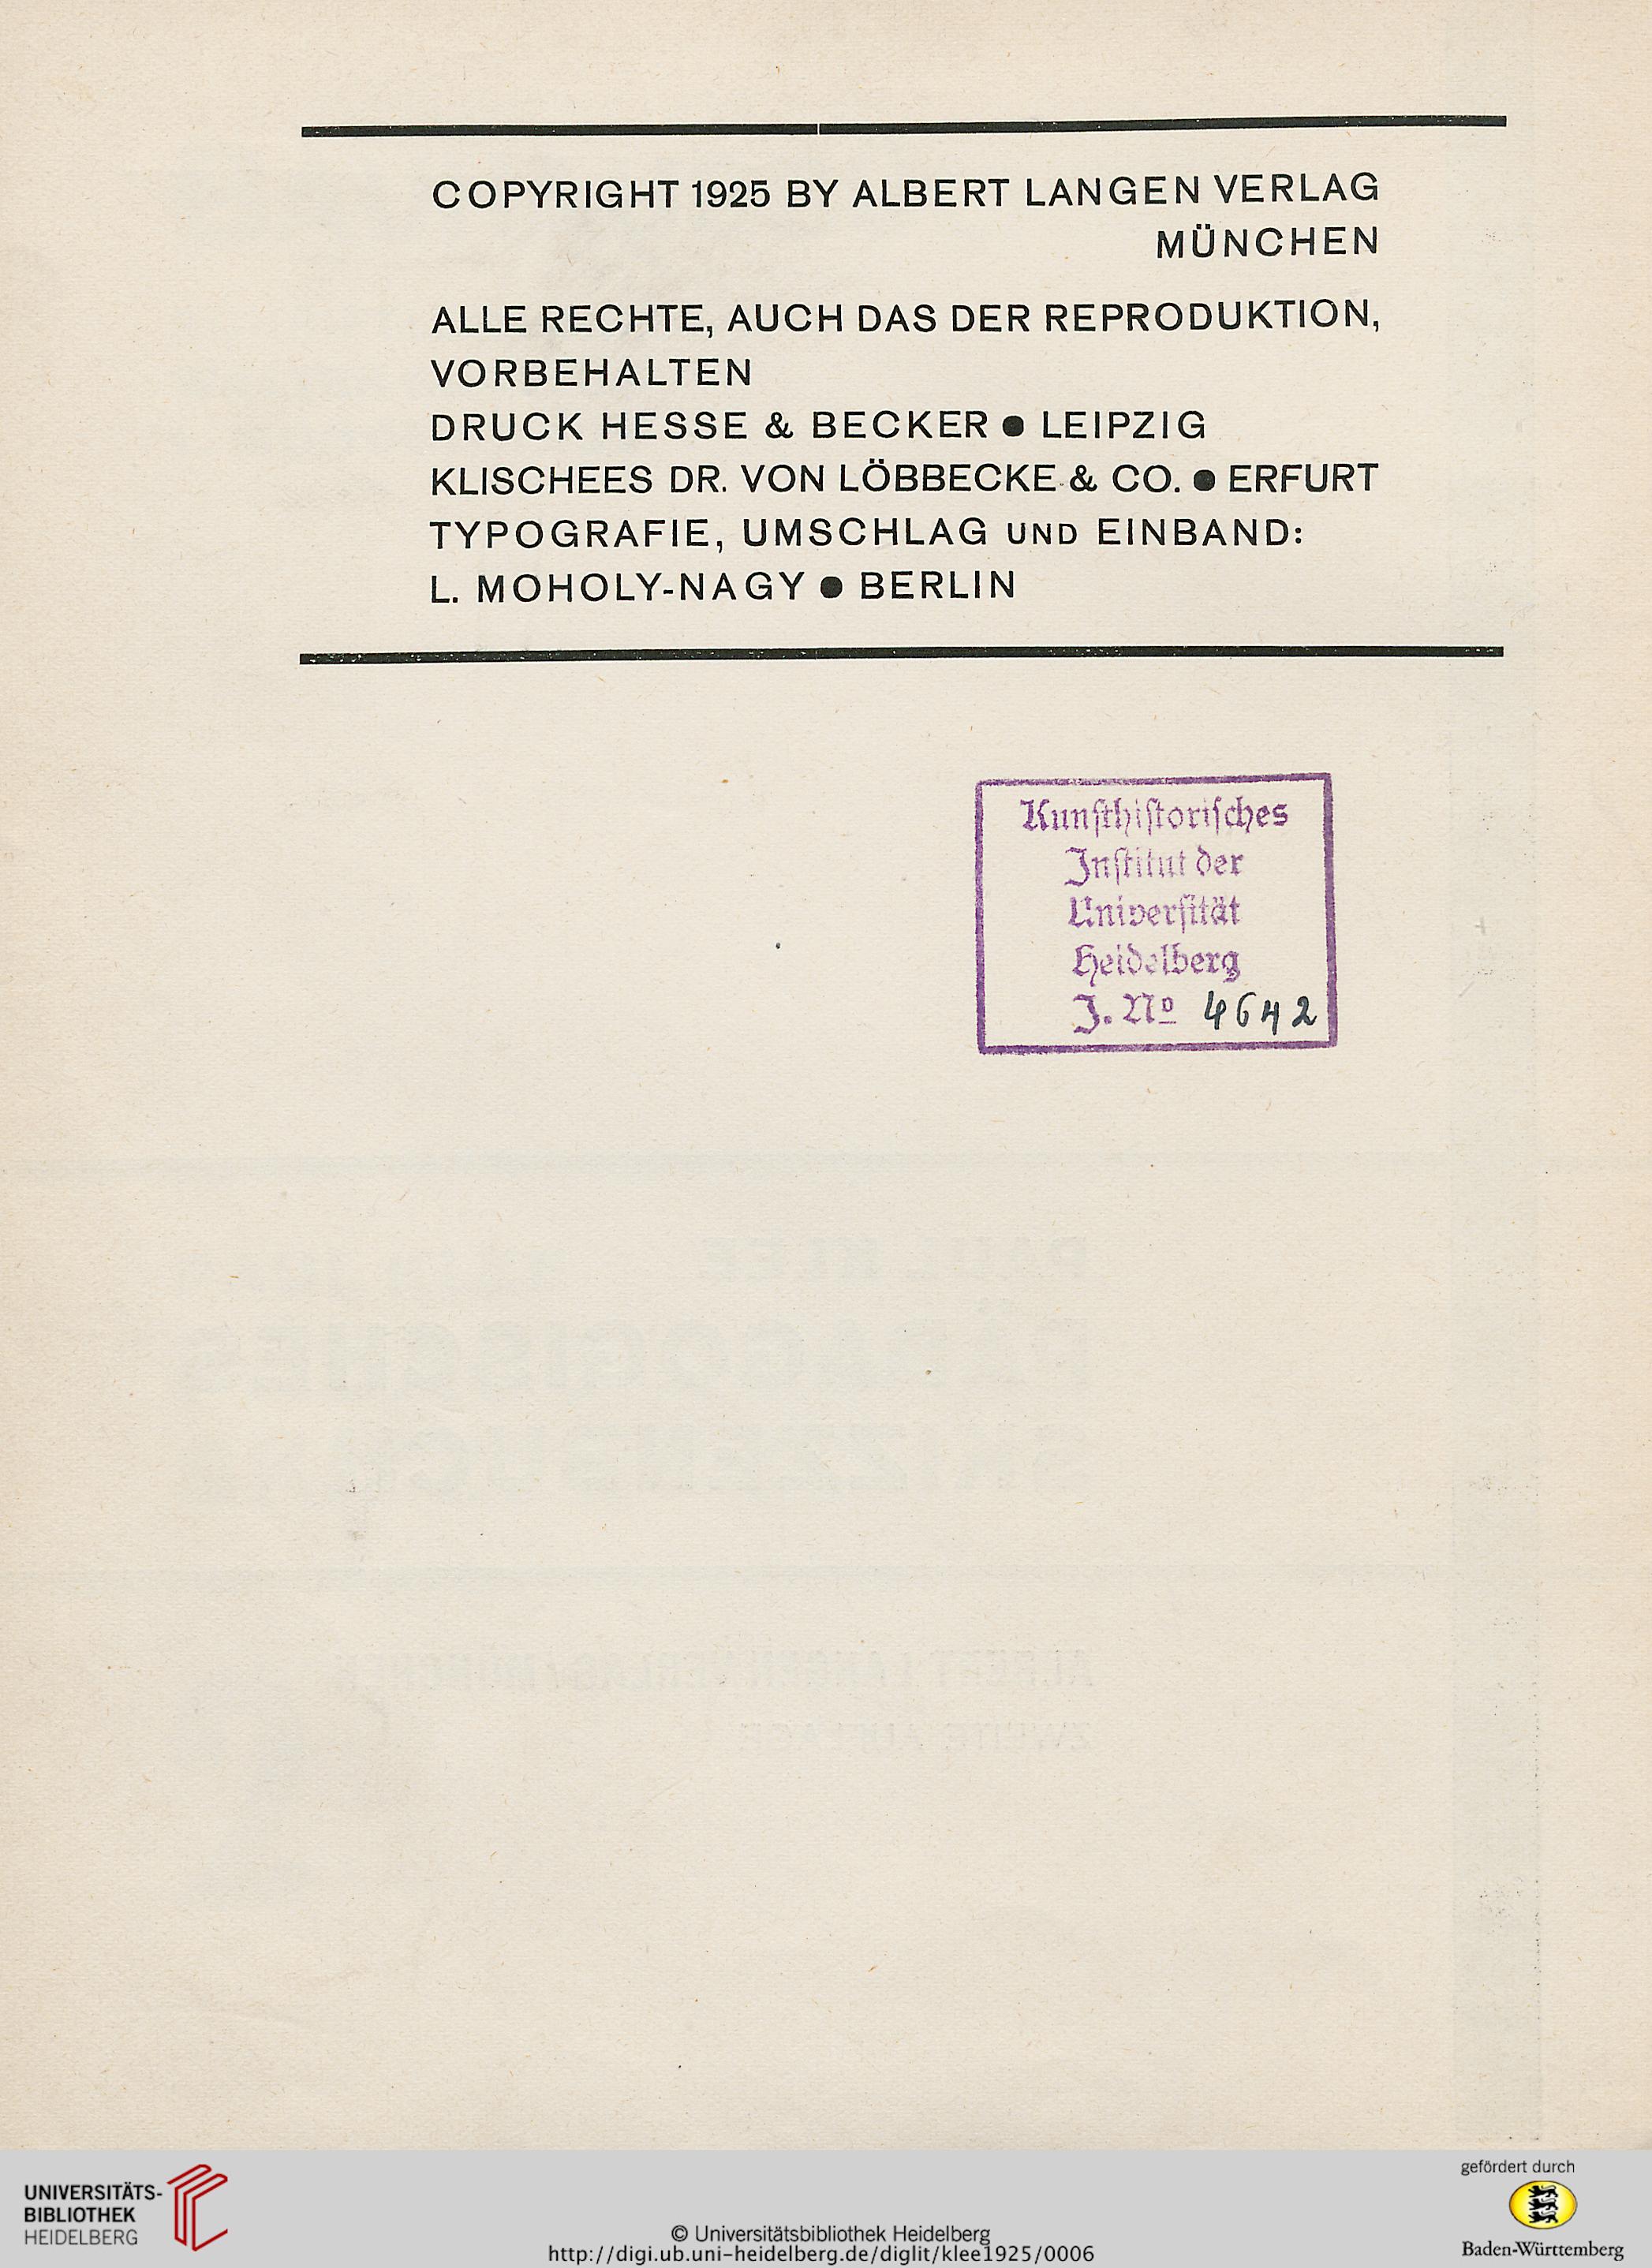 COPYRIGHT 1925 BY ALBERT LANGEN VERLAG
MÜNCHEN
ALLE RECHTE, AUCH DAS DER REPRODUKTION,
VORBEHALTEN
DRUCK HESSE & BECKER ● LEIPZIG
KLISCHEES DR. VON LÖBBECKE & CO. ● ERFURT
TYPOGRAFIE, UMSCHLAG UND EINBAND:
L. MOHOLY-NAGY ● BERLIN
Kunsthistorisches
Institut der
Universität
Heidelberg
J. No 4642
UNIVERSITÄTS-
BIBLIOTHEK
HEIDELBERG
© Universitätsbibliothek Heidelberg
http://digi.ub.uni-heidelberg.de/diglit/klee1925/0006
gefördert durch
Baden-Württemberg